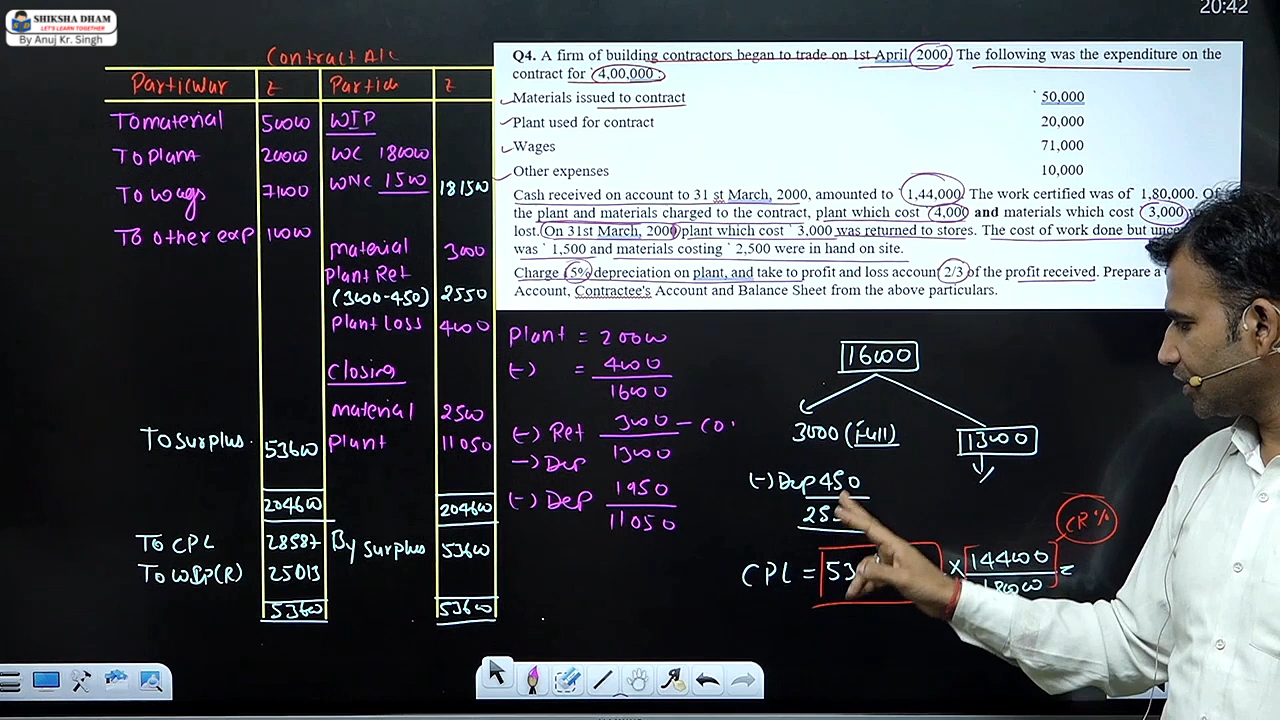 20:42
SHIKSHA DHAM
LET'S LEARN TOGETHER
By Anuj Kr. Singh
Contract A/c
Particular z Particu z
To material 50000 WIP
To plant 20000 WC 180000
To wags 71000 WNC 1500 181500
To other exp 10000
material 3000
Plant Ret
(3000-450) 2550
Plant Loss 4000
Closing
material 2500
To surplus. 53600 Plant 11050
204600 204600
To CPL 28587 By surplus 53600
To WIP(R) 25013
53600 53600
Q4. A firm of building contractors began to trade on 1st April, 2000. The following was the expenditure on the
contract for `4,00,000 :
Materials issued to contract ` 50,000
Plant used for contract 20,000
Wages 71,000
Other expenses 10,000
Cash received on account to 31 st March, 2000, amounted to ` 1,44,000. The work certified was of 1,80,000. Of
the plant and materials charged to the contract, plant which cost ` 4,000 and materials which cost ` 3,000
lost. On 31st March, 2000 plant which cost ` 3,000 was returned to stores. The cost of work done but
was ` 1,500 and materials costing ` 2,500 were in hand on site.
Charge 15% depreciation on plant, and take to profit and loss account 2/3 of the profit received. Prepare a
Account, Contractee's Account and Balance Sheet from the above particulars.
Plant = 20000
(-) = 4000
16000
(-) Ret 3000 - CO.
-) Dep 13000
(-) Dep 1950
11050
16000
3000 (Full) 13000
(-) Dep 450
CPL = × 144000 =
CR%